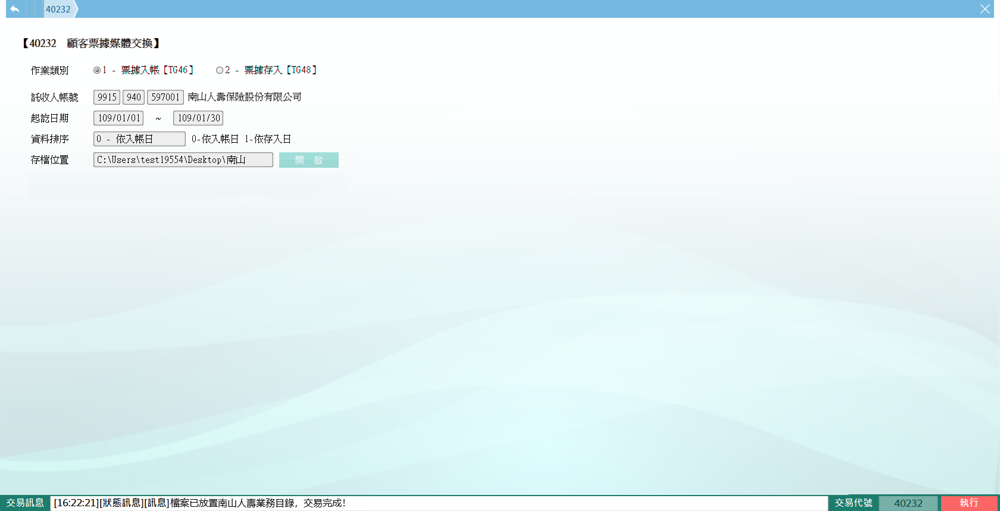 40232
【40232　顧客票據媒體交換】
作業類別 1 - 票據入帳【TG46】 2 - 票據存入【TG48】
託收人帳號 9915 940 597001 南山人壽保險股份有限公司
起訖日期 109/01/01 ~ 109/01/30
資料排序 0 - 依入帳日 0-依入帳日 1-依存入日
存檔位置 C:\Users\test19554\Desktop\南山 開 啟
交易訊息 [16:22:21][狀態訊息][訊息]檔案已放置南山人壽業務目錄，交易完成! 交易代號 40232 執行